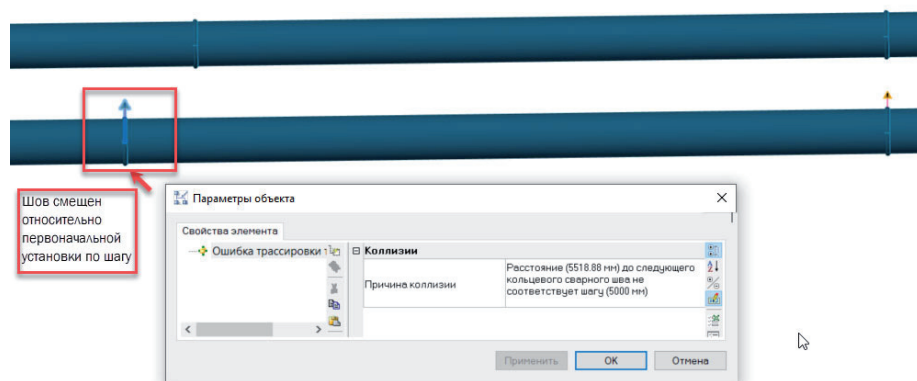 Шов смещен
относительно
первоначальной
установки по шагу
Параметры объекта
Свойства элемента
Ошибка трассировки
Коллизии
Причина коллизии
Расстояние (5518.88 мм) до следующего
кольцевого сварного шва не
соответствует шагу (5000 мм)
Применить
OK
Отмена